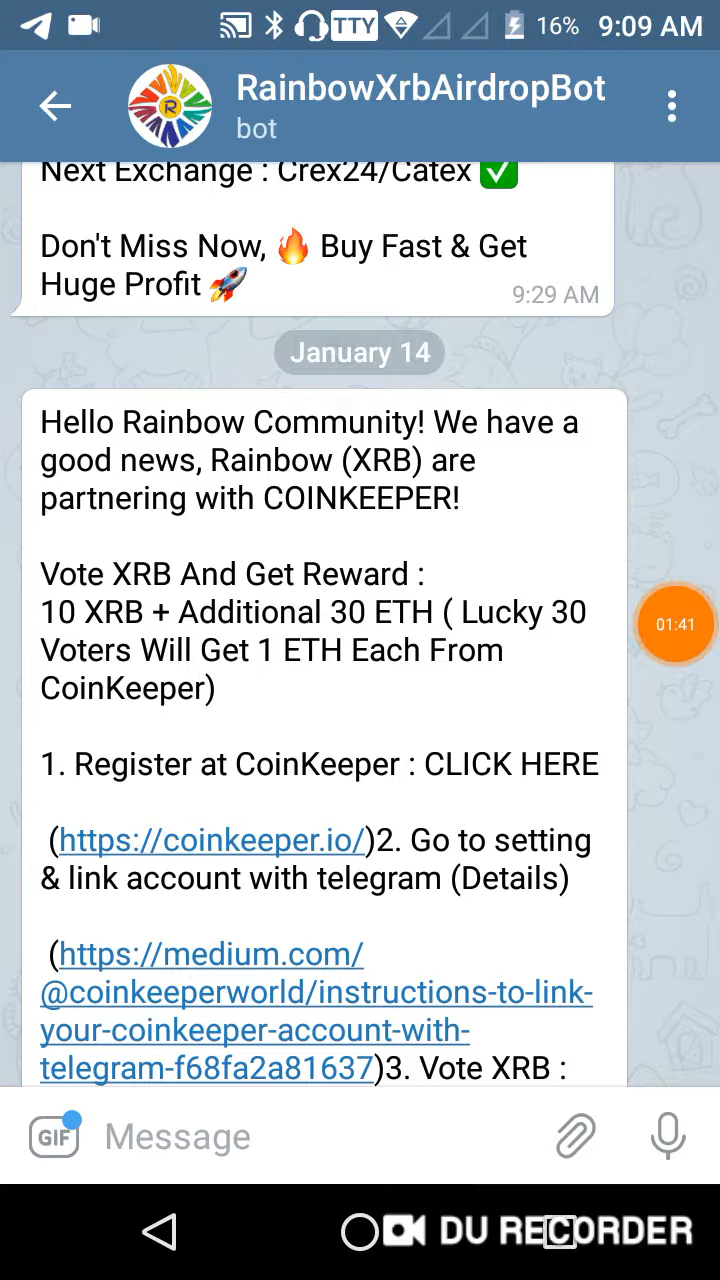 TTY 16% 9:09 AM
RainbowXrbAirdropBot
bot
Next Exchange : Crex24/Catex ✅
Don't Miss Now, 🔥 Buy Fast & Get
Huge Profit 🚀
9:29 AM
January 14
Hello Rainbow Community! We have a
good news, Rainbow (XRB) are
partnering with COINKEEPER!
Vote XRB And Get Reward :
10 XRB + Additional 30 ETH ( Lucky 30
Voters Will Get 1 ETH Each From
CoinKeeper)
01:41
1. Register at CoinKeeper : CLICK HERE
(https://coinkeeper.io/)2. Go to setting
& link account with telegram (Details)
(https://medium.com/
@coinkeeperworld/instructions-to-link-
your-coinkeeper-account-with-
telegram-f68fa2a81637)3. Vote XRB :
GIF Message
DU RECORDER